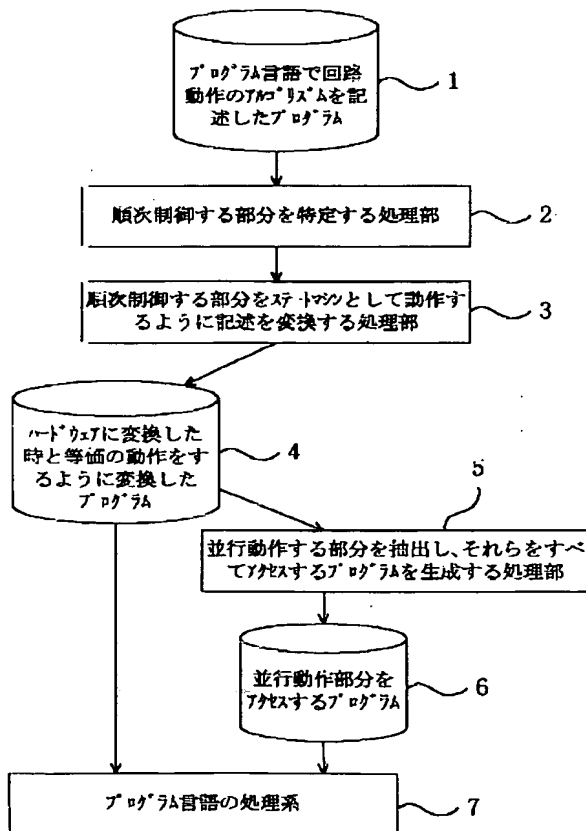 プログラム言語で回路
動作のアルゴリズムを記
述したプログラム
1
順次制御する部分を特定する処理部
2
順次制御する部分をステートマシンとして動作す
るように記述を変換する処理部
3
ハードウェアに変換した
時と等価の動作をす
るように変換した
プログラム
4
5
並行動作する部分を抽出し、それらをすべ
てアクセスするプログラムを生成する処理部
並行動作部分を
アクセスするプログラム
6
プログラム言語の処理系
7